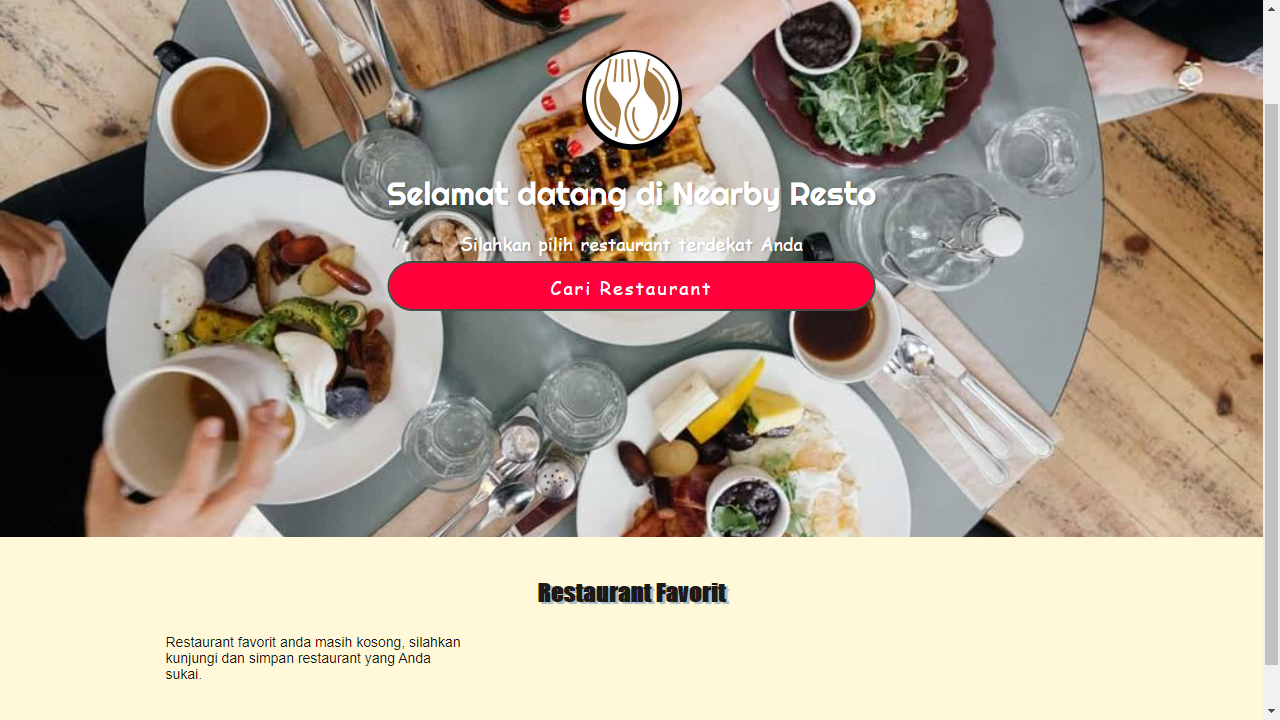 Selamat datang di Nearby Resto
Silahkan pilih restaurant terdekat Anda
Cari Restaurant
Restaurant Favorit
Restaurant favorit anda masih kosong, silahkan
kunjungi dan simpan restaurant yang Anda
sukai.